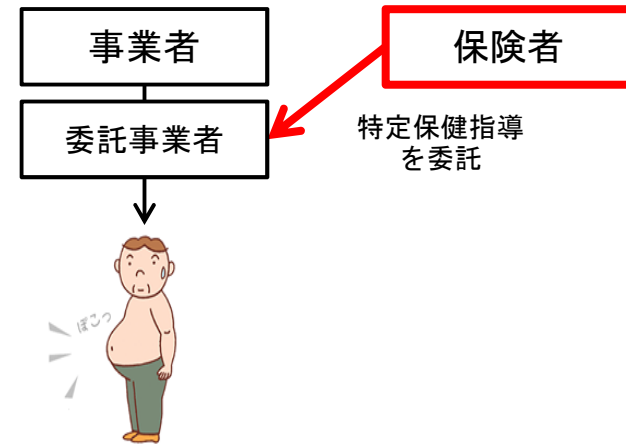 事業者
保険者
委託事業者
特定保健指導
を委託
ぽこっ